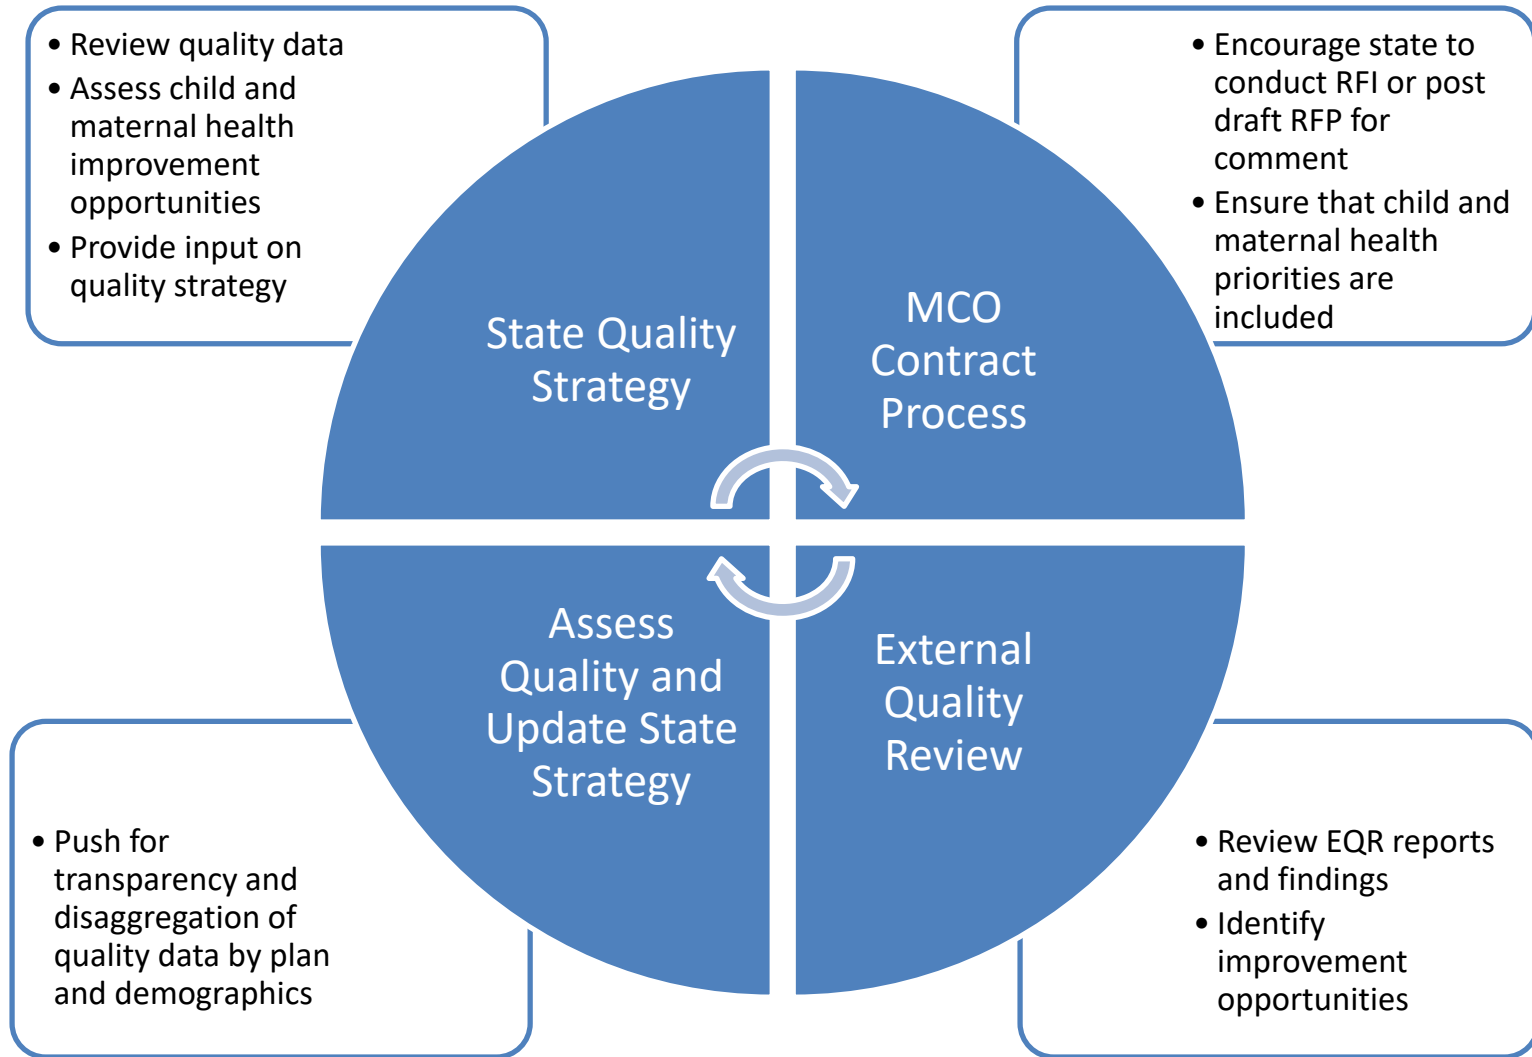 • Review quality data
• Assess child and
maternal health
improvement
opportunities
• Provide input on
quality strategy
• Encourage state to
conduct RFI or post
draft RFP for
comment
• Ensure that child and
maternal health
priorities are
included
State Quality
Strategy
MCO
Contract
Process
Assess
Quality and
Update State
Strategy
External
Quality
Review
• Push for
transparency and
disaggregation of
quality data by plan
and demographics
• Review EQR reports
and findings
• Identify
improvement
opportunities